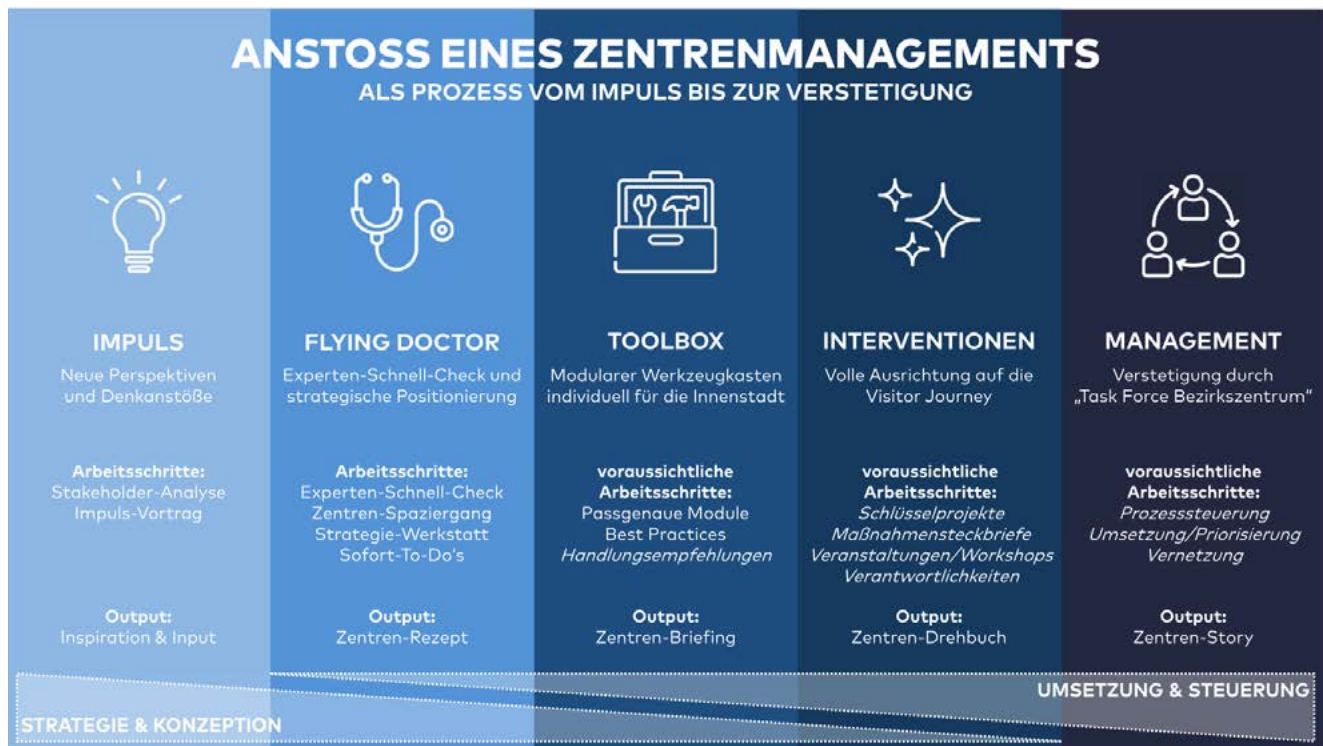 ANSTOSS EINES ZENTRENMANAGEMENTS
ALS PROZESS VOM IMPULS BIS ZUR VERSTETIGUNG
IMPULS
Neue Perspektiven
und Denkanstöße
Arbeitsschritte:
Stakeholder-Analyse
Impuls-Vortrag
Output:
Inspiration & Input
FLYING DOCTOR
Experten-Schnell-Check und
strategische Positionierung
Arbeitsschritte:
Experten-Schnell-Check
Zentren-Spaziergang
Strategie-Werkstatt
Sofort-To-Do's
Output:
Zentren-Rezept
TOOLBOX
Modularer Werkzeugkasten
individuell für die Innenstadt
voraussichtliche
Arbeitsschritte:
Passgenaue Module
Best Practices
Handlungsempfehlungen
Output:
Zentren-Briefing
INTERVENTIONEN
Volle Ausrichtung auf die
Visitor Journey
voraussichtliche
Arbeitsschritte:
Schlüsselprojekte
Maßnahmensteckbriefe
Veranstaltungen/Workshops
Verantwortlichkeiten
Output:
Zentren-Drehbuch
MANAGEMENT
Verstetigung durch
„Task Force Bezirkszentrum"
voraussichtliche
Arbeitsschritte:
Prozesssteuerung
Umsetzung/Priorisierung
Vernetzung
Output:
Zentren-Story
UMSETZUNG & STEUERUNG
STRATEGIE & KONZEPTION